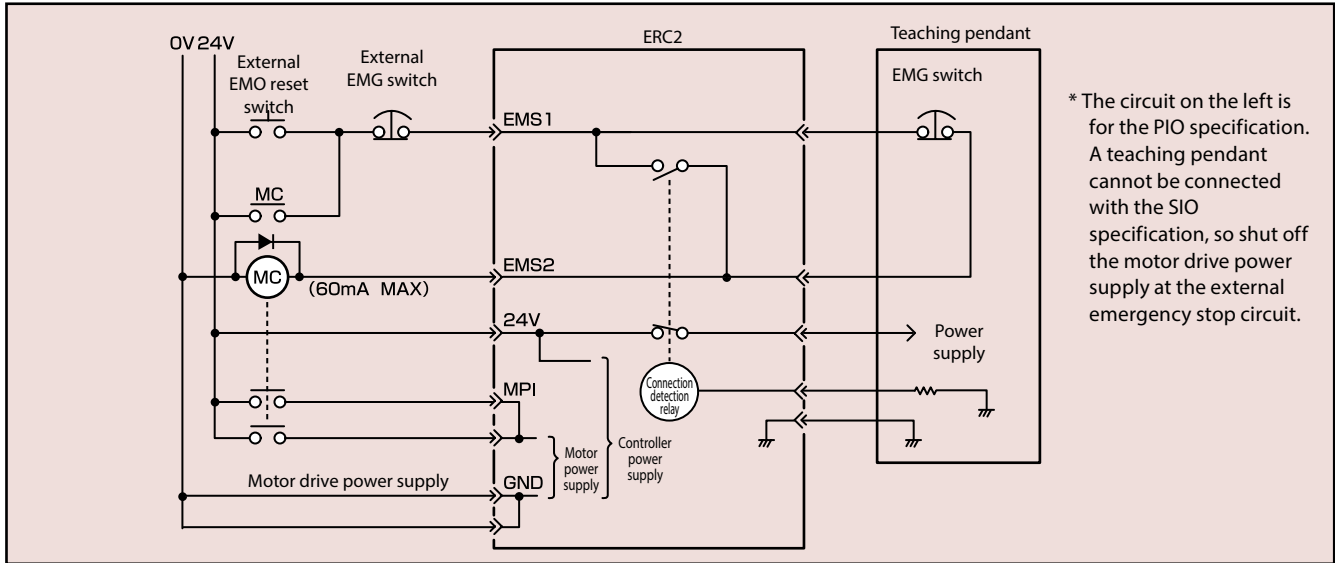 0V 24V
External
EMO reset
switch
External
EMG switch
ERC2
Teaching pendant
EMG switch
EMS1
MC
MC
(60mA MAX)
EMS2
24V
Power
supply
MPI
Connection
detection
relay
Motor
power
supply
Controller
power
supply
Motor drive power supply
GND
* The circuit on the left is
for the PIO specification.
A teaching pendant
cannot be connected
with the SIO
specification, so shut off
the motor drive power
supply at the external
emergency stop circuit.